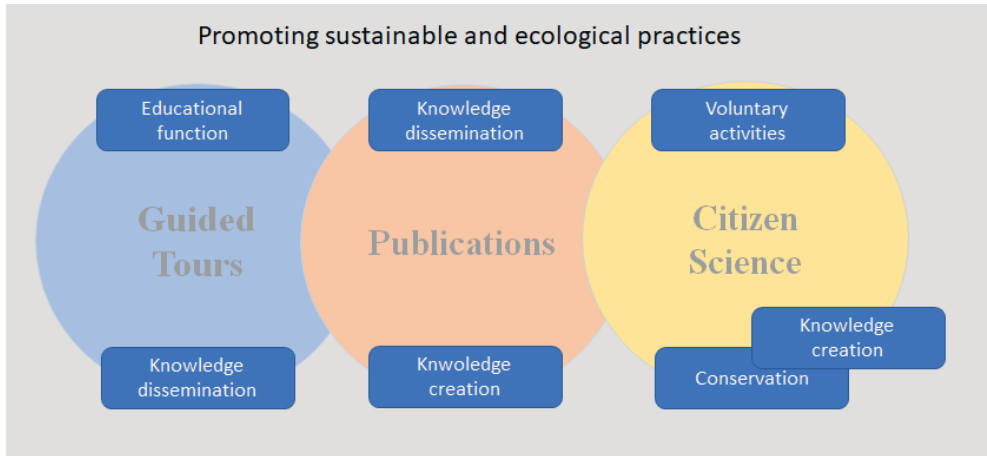 Promoting sustainable and ecological practices
Educational
function
Knowledge
dissemination
Voluntary
activities
Guided
Tours
Publications
Citizen
Science
Knowledge
dissemination
Knwoledge
creation
Knowledge
creation
Conservation